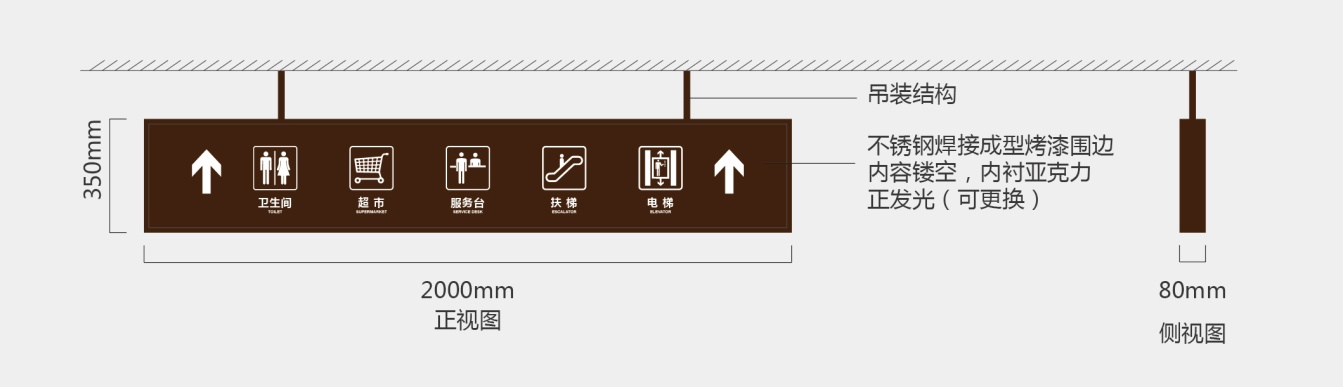 吊装结构
350mm
卫生间
TOILET
超 市
SUPERMARKET
服务台
SERVICE DESK
扶 梯
ESCALATOR
电 梯
ELEVATOR
不锈钢焊接成型烤漆围边
内容镂空，内衬亚克力
正发光（可更换）
2000mm
正视图
80mm
侧视图